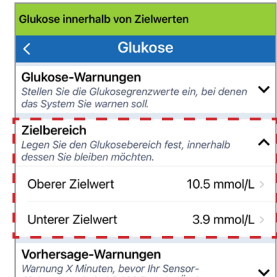 Glukose innerhalb von Zielwerten
Glukose
Glukose-Warnungen
Stellen Sie die Glukosegrenzwerte ein, bei denen
das System Sie warnen soll.
Zielbereich
Legen Sie den Glukosebereich fest, innerhalb
dessen Sie bleiben möchten.
Oberer Zielwert 10.5 mmol/L
Unterer Zielwert 3.9 mmol/L
Vorhersage-Warnungen
Warnung X Minuten, bevor Ihr Sensor-